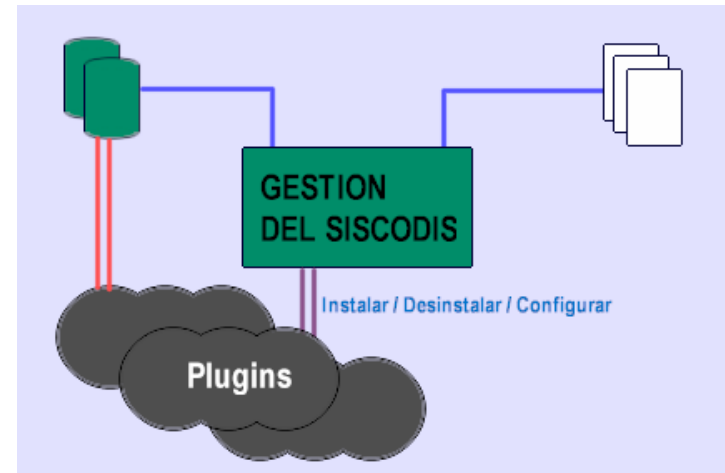 GESTION
DEL SISCODIS
Instalar / Desinstalar / Configurar
Plugins